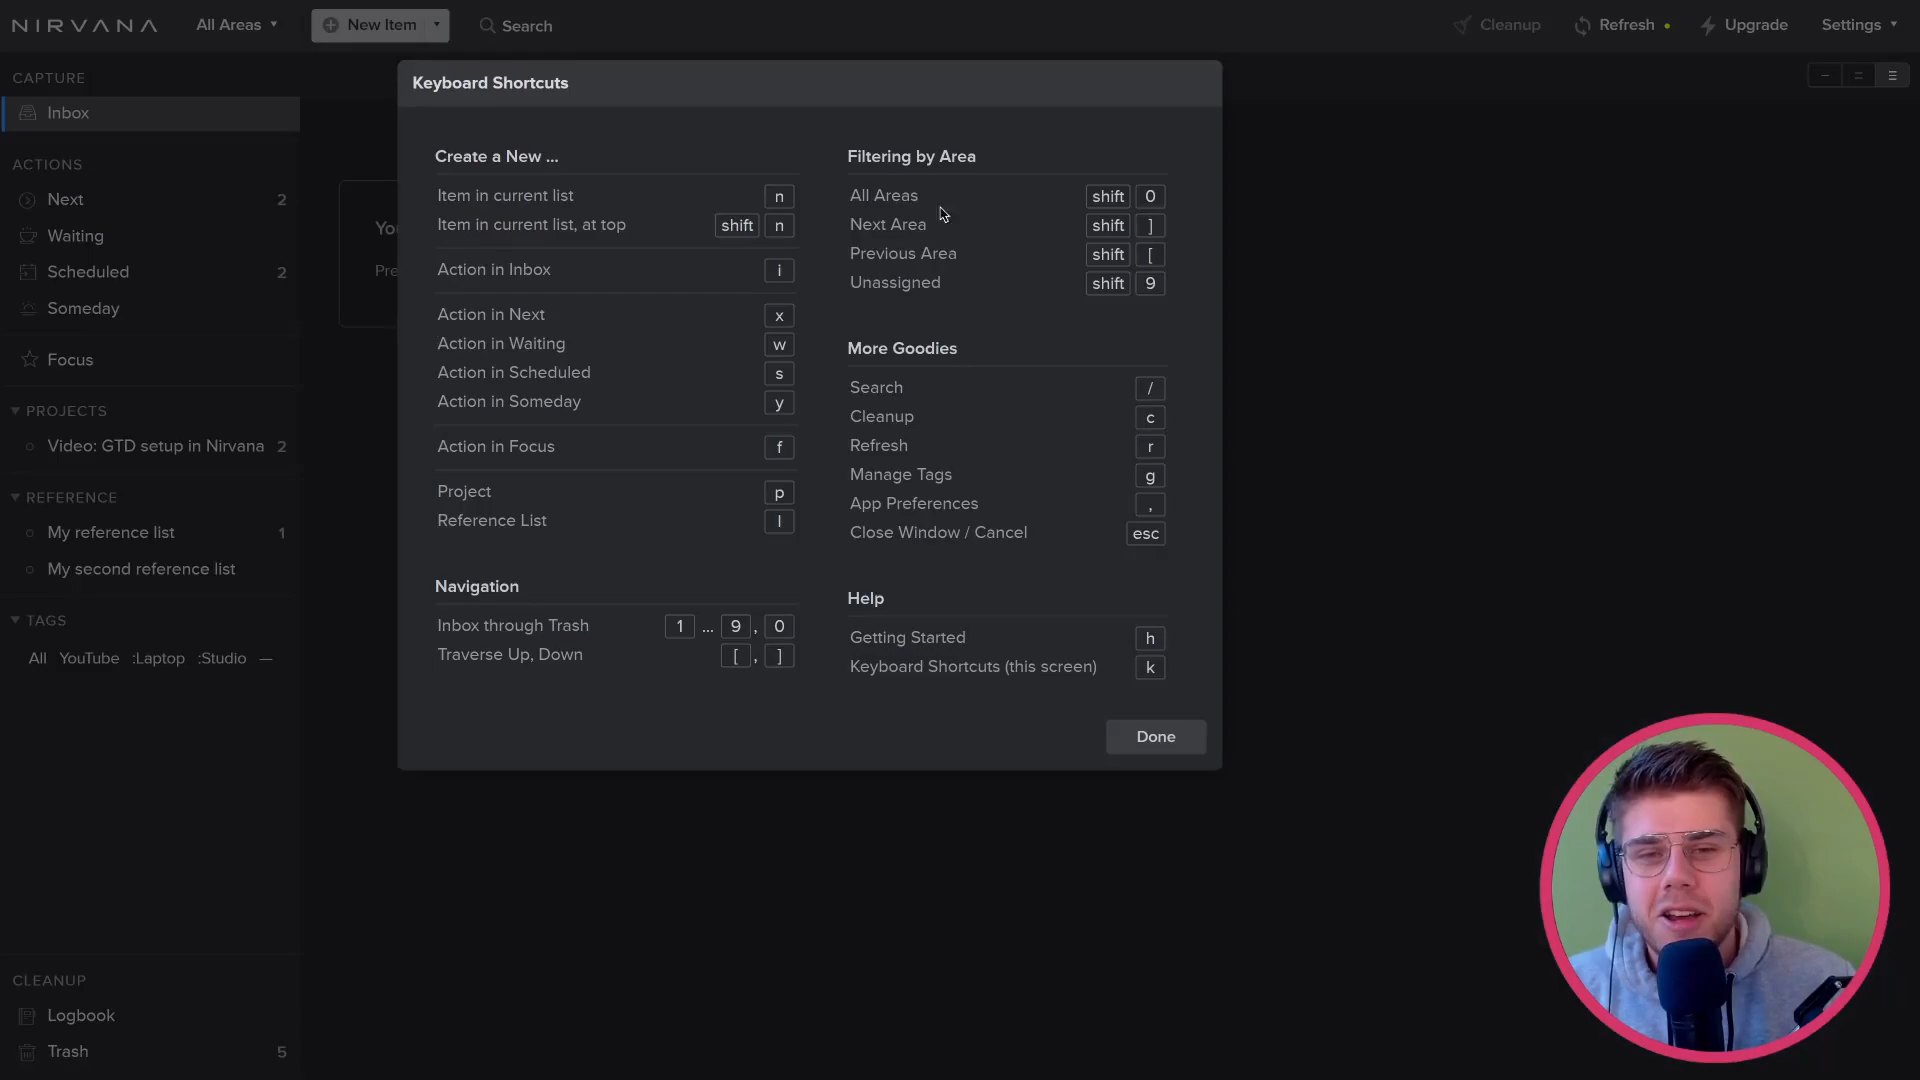 NIRVANA
All Areas
New Item
Search
Cleanup
Refresh
Upgrade
Settings
CAPTURE
Inbox
ACTIONS
Next 2
Waiting
Scheduled 2
Someday
Focus
PROJECTS
Video: GTD setup in Nirvana 2
REFERENCE
My reference list 1
My second reference list
TAGS
All YouTube :Laptop :Studio —
CLEANUP
Logbook
Trash 5
You
Pre
Keyboard Shortcuts
Create a New ...
Item in current list n
Item in current list, at top shift n
Action in Inbox i
Action in Next x
Action in Waiting w
Action in Scheduled s
Action in Someday y
Action in Focus f
Project p
Reference List l
Navigation
Inbox through Trash 1 ... 9 , 0
Traverse Up, Down [ , ]
Filtering by Area
All Areas shift 0
Next Area shift ]
Previous Area shift [
Unassigned shift 9
More Goodies
Search /
Cleanup c
Refresh r
Manage Tags g
App Preferences ,
Close Window / Cancel esc
Help
Getting Started h
Keyboard Shortcuts (this screen) k
Done